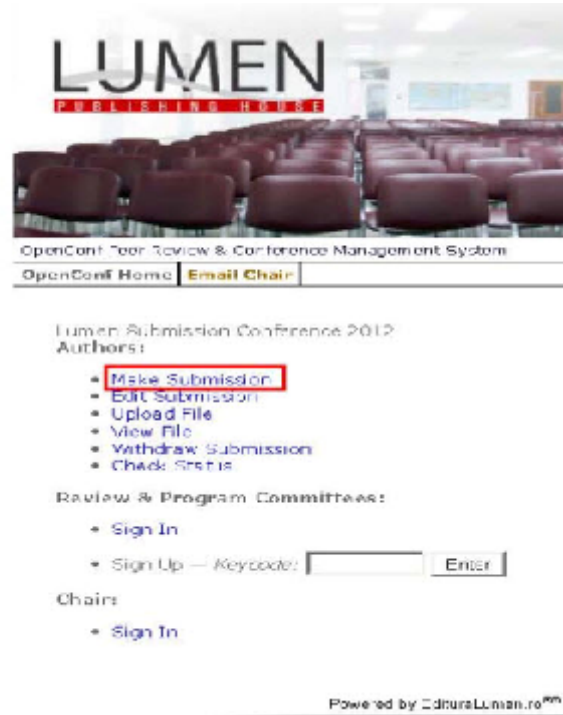 LUMEN
PUBLISHING HOUSE
OpenConf Peer Review & Conference Management System
OpenConf Home Email Chair
Lumen Submission Conference 2012
Authors:
• Make Submission
• Edit Submission
• Upload File
• View File
• Withdraw Submission
• Check Status
Review & Program Committees:
• Sign In
• Sign Up — Keycode: Enter
Chair:
• Sign In
Powered by EdituraLumen.ro